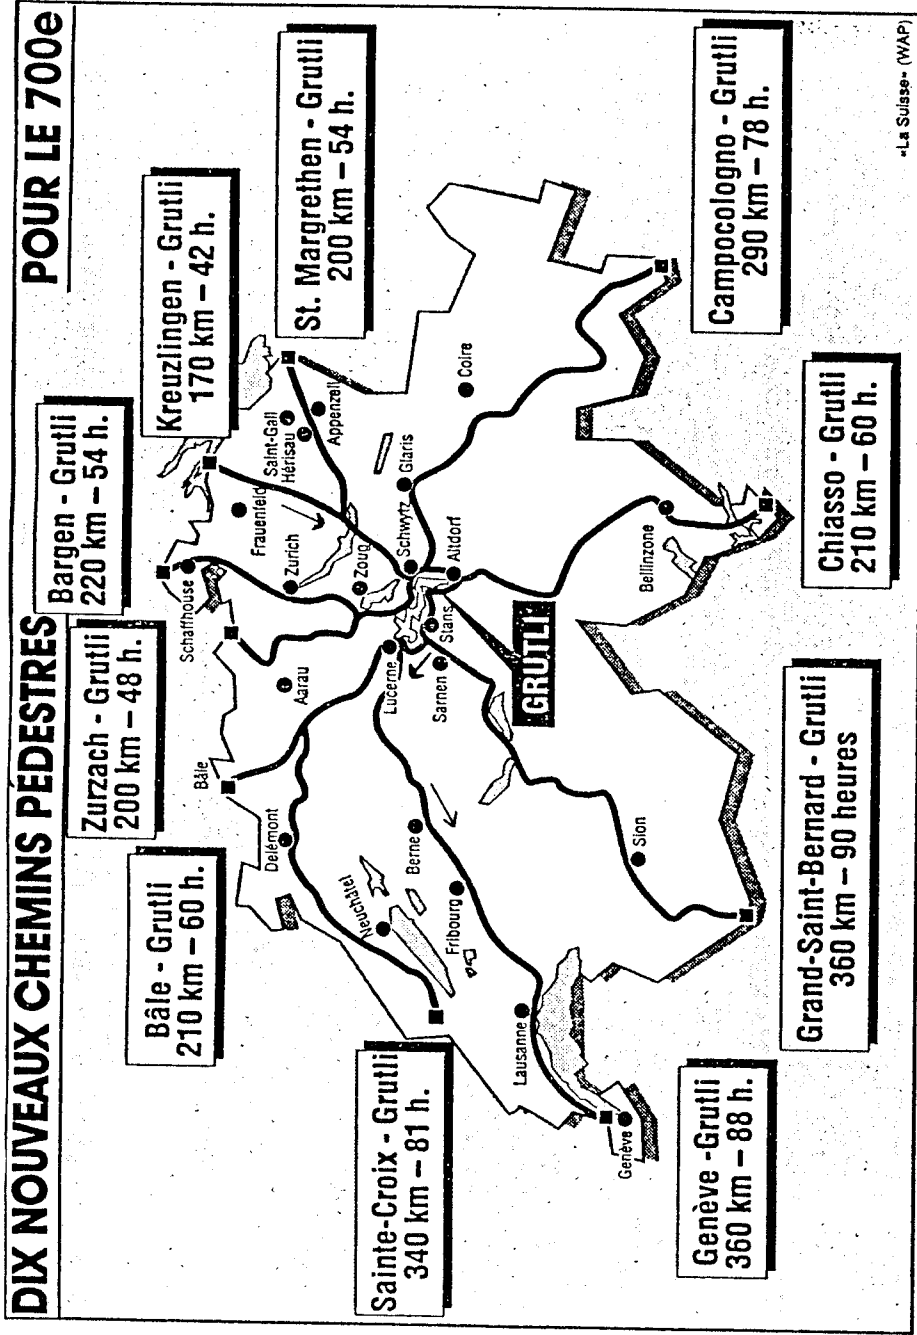 DIX NOUVEAUX CHEMINS PEDESTRES POUR LE 700e
Bâle - Grutli
210 km – 60 h.
Zurzach - Grutli
200 km – 48 h.
Bargen - Grutli
220 km – 54 h.
Kreuzlingen - Grutli
170 km – 42 h.
St. Margrethen - Grutli
200 km – 54 h.
Sainte-Croix - Grutli
340 km – 81 h.
Genève -Grutli
360 km – 88 h.
Grand-Saint-Bernard - Grutli
360 km – 90 heures
Chiasso - Grutli
210 km – 60 h.
Campocologno - Grutli
290 km – 78 h.
Schaffhouse
Bâle
Delémont
Aarau
Frauenfeld
Zurich
Saint-Gall
Hérisau
Appenzell
Zoug
Neuchâtel
Lucerne
Schwytz
Glaris
Coire
Berne
Sarnen
Stans
Altdorf
Fribourg
GRUTLI
Lausanne
Genève
Sion
Bellinzone
«La Suisse» (WAP)